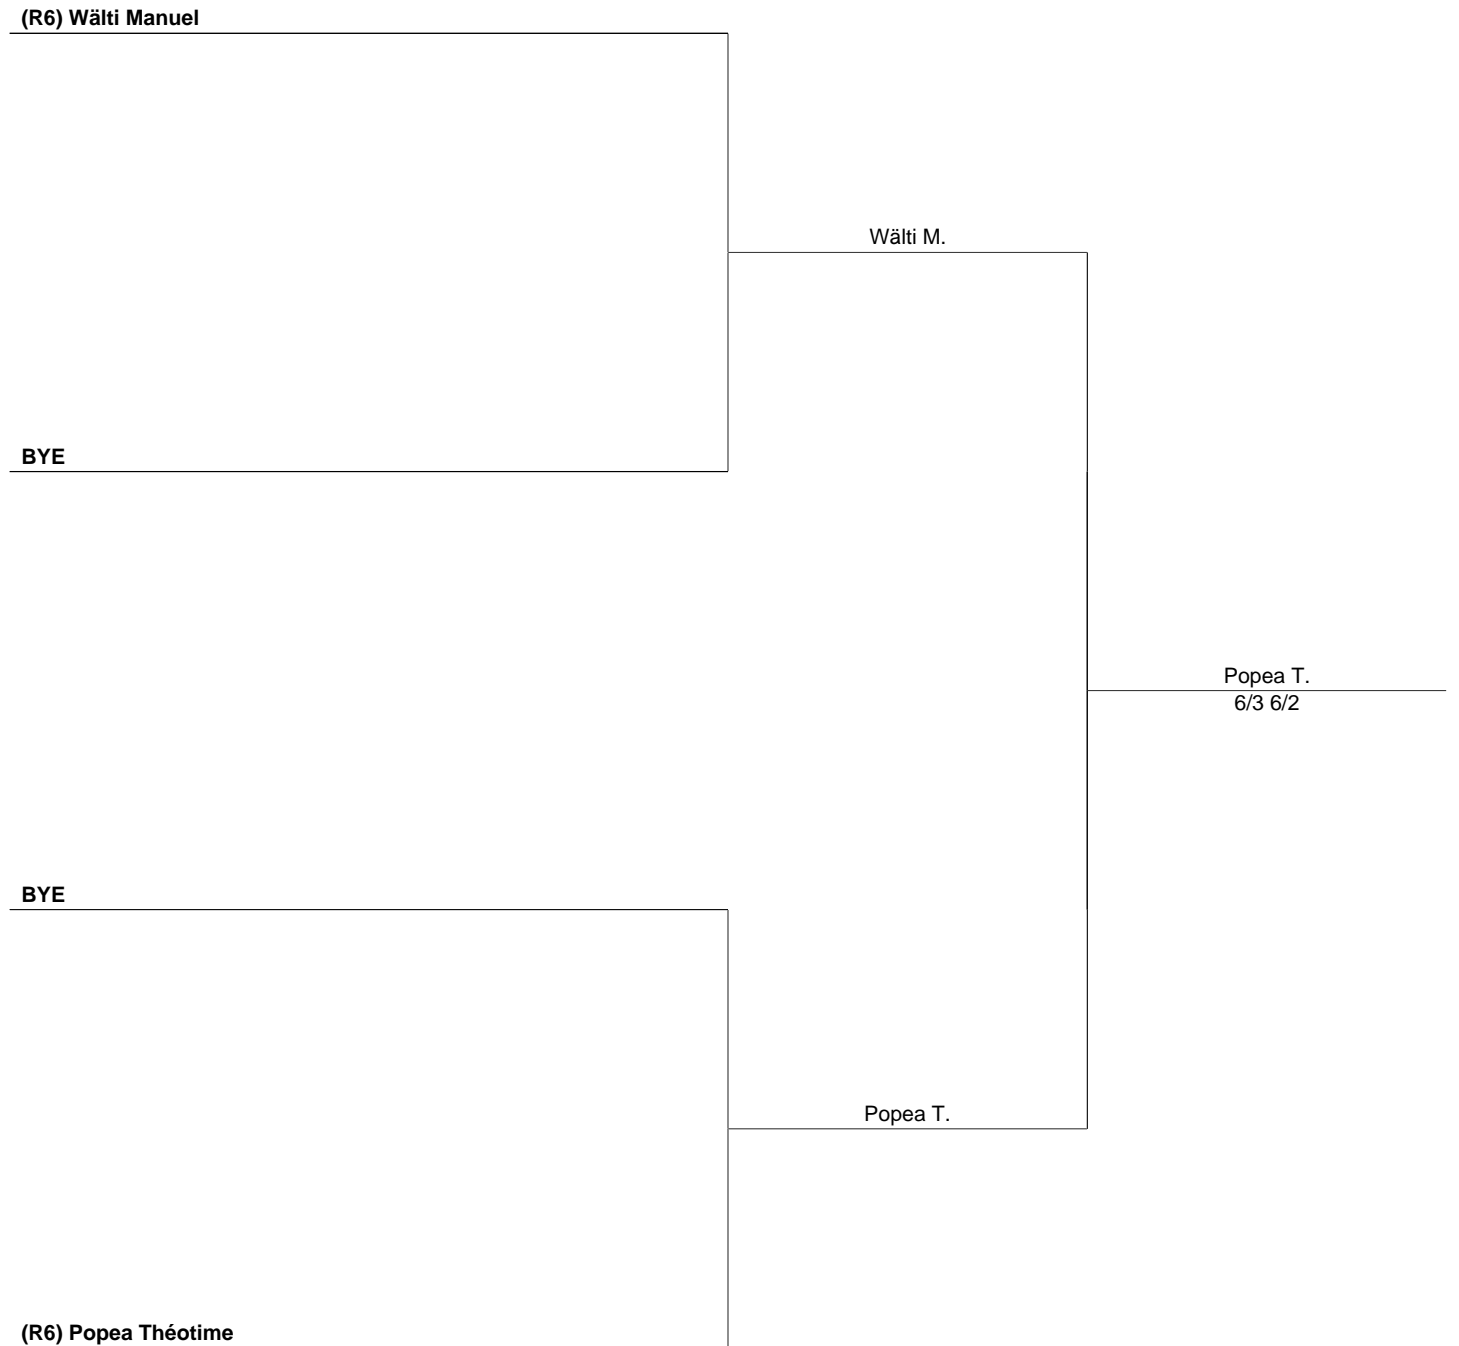 (R6) Wälti Manuel
Wälti M.
BYE
Popea T.
6/3 6/2
BYE
Popea T.
(R6) Popea Théotime